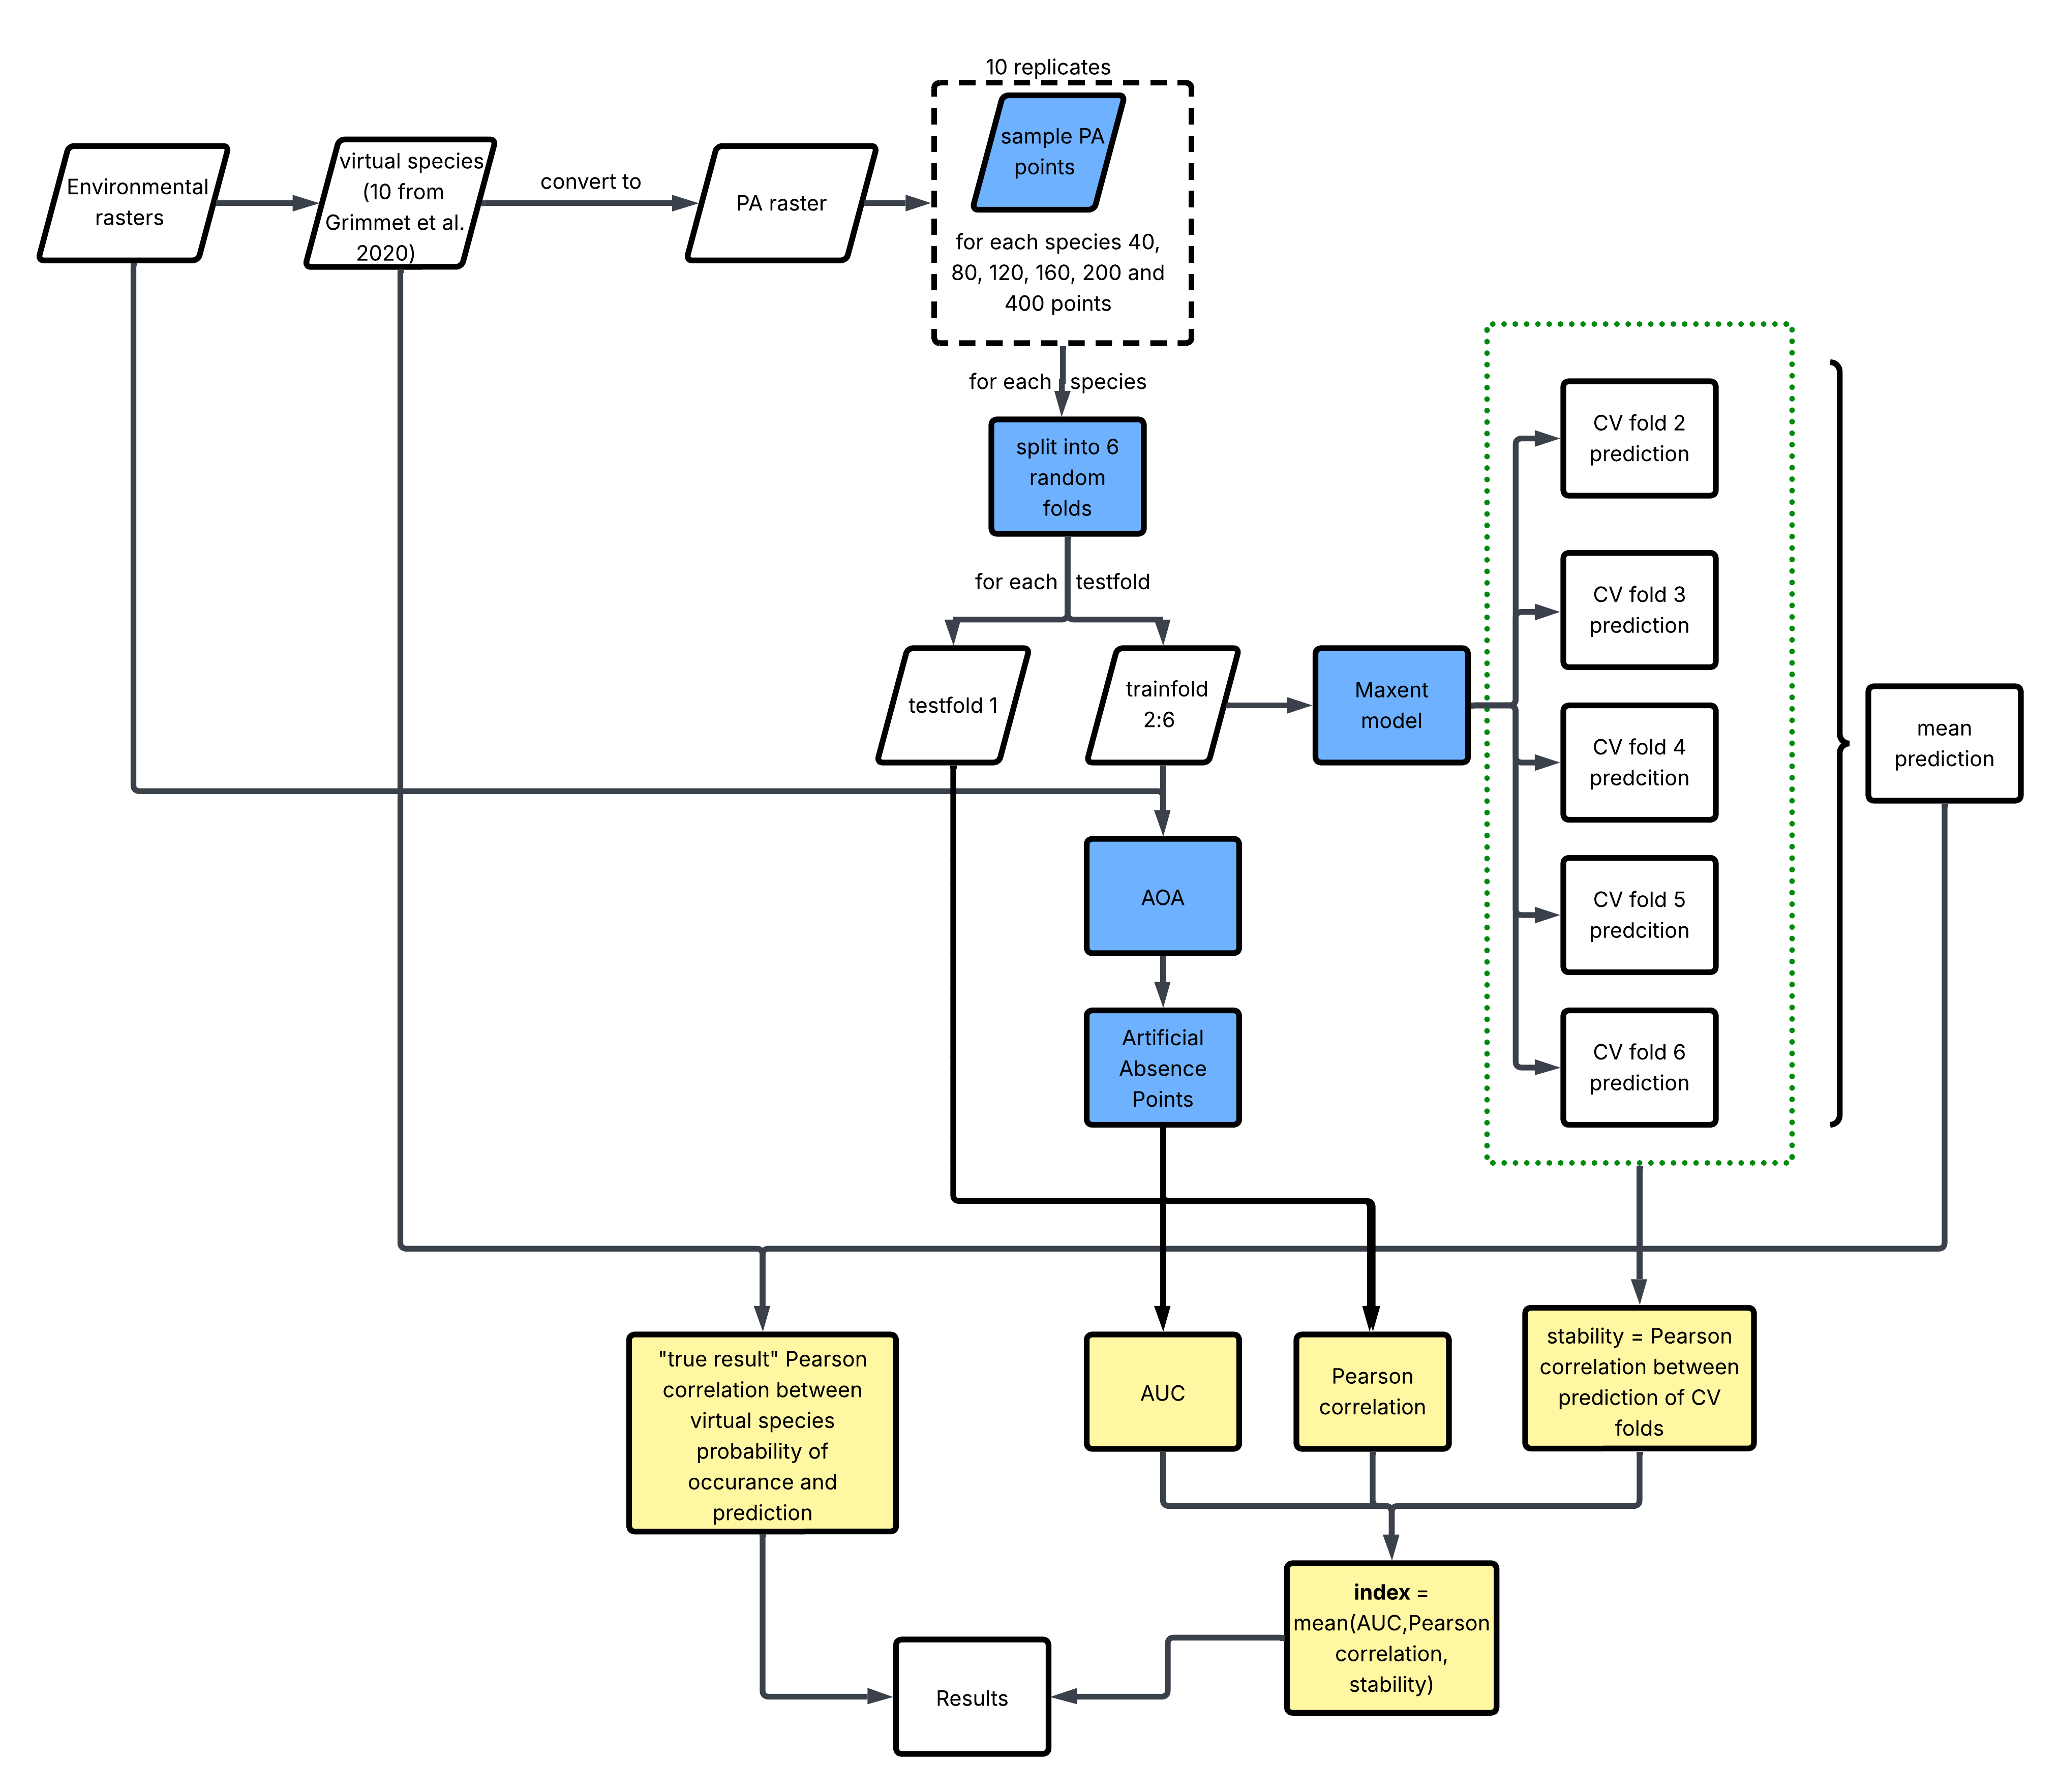 10 replicates
sample PA
points
for each species 40,
80, 120, 160, 200 and
400 points
Environmental
rasters
virtual species
(10 from
Grimmet et al.
2020)
convert to
PA raster
for each species
split into 6
random
folds
for each testfold
testfold 1
trainfold
2:6
Maxent
model
CV fold 2
prediction
CV fold 3
prediction
CV fold 4
predcition
CV fold 5
predcition
CV fold 6
prediction
mean
prediction
AOA
Artificial
Absence
Points
"true result" Pearson
correlation between
virtual species
probability of
occurance and
prediction
AUC
Pearson
correlation
stability = Pearson
correlation between
prediction of CV
folds
index =
mean(AUC,Pearson
correlation,
stability)
Results